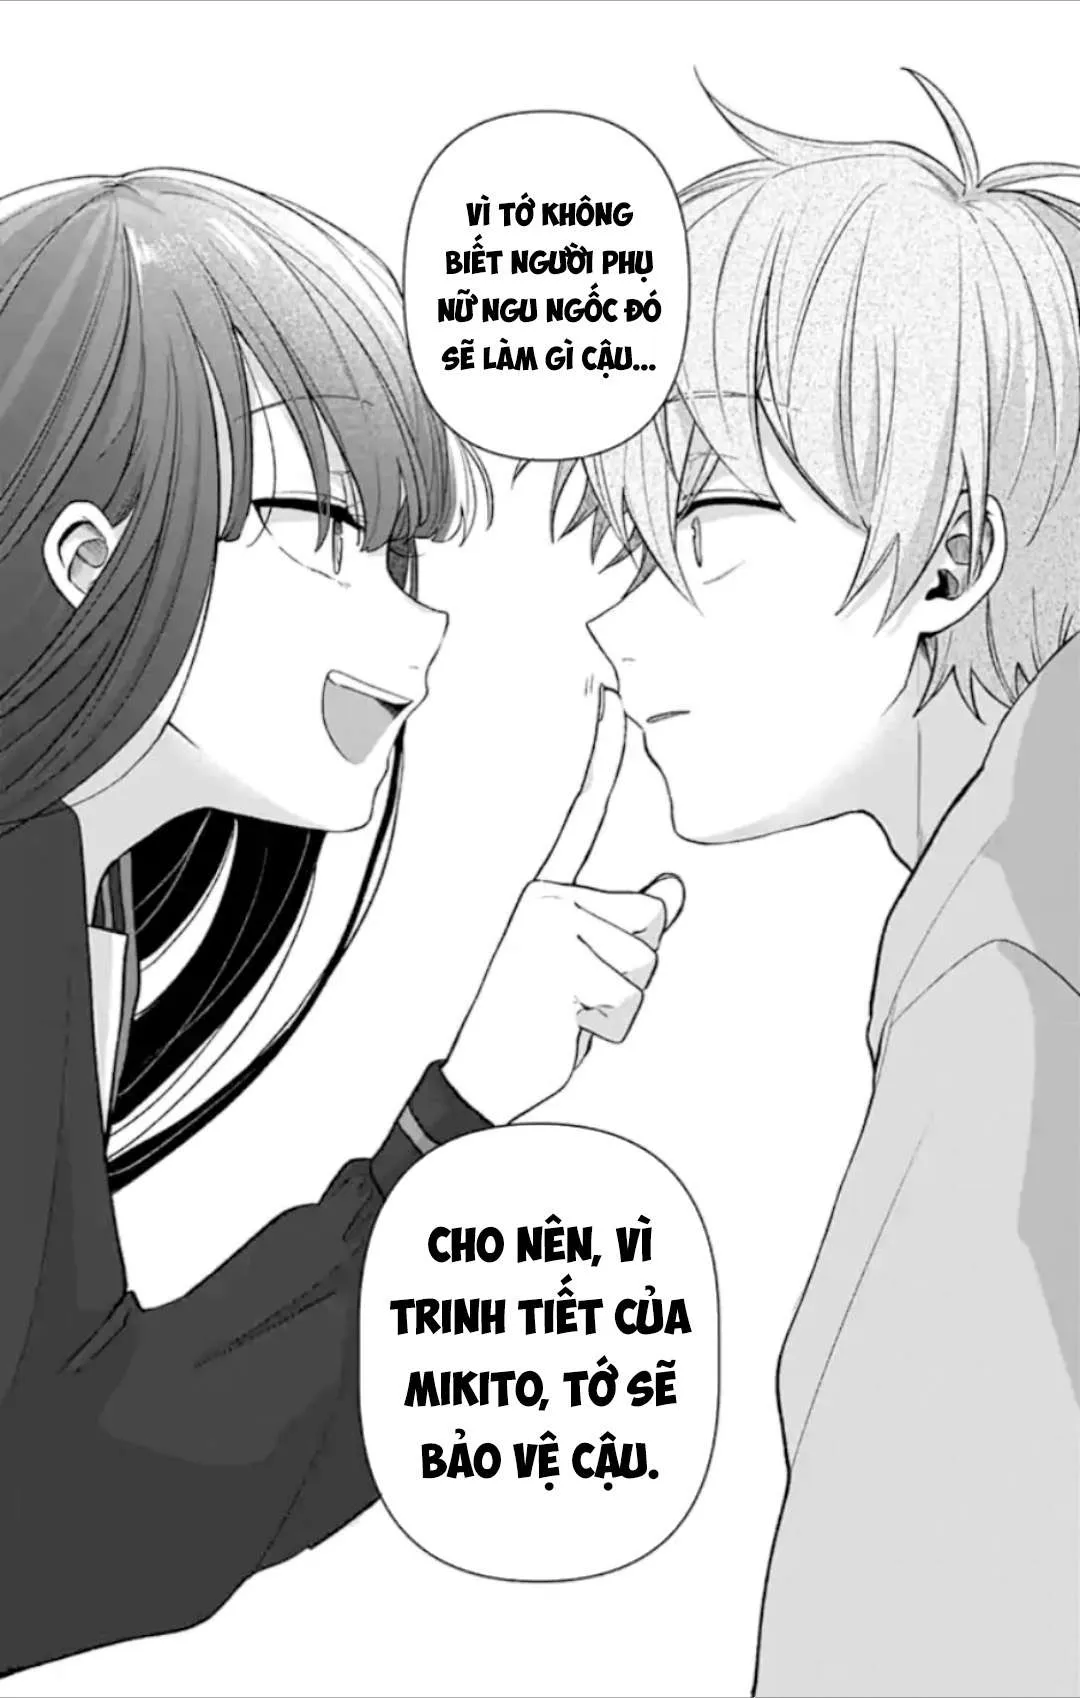 VÌ TỚ KHÔNG
BIẾT NGƯỜI PHỤ
NỮ NGU NGỐC ĐÓ
SẼ LÀM GÌ CẬU...
CHO NÊN, VÌ
TRINH TIẾT CỦA
MIKITO, TỚ SẼ
BẢO VỆ CẬU.